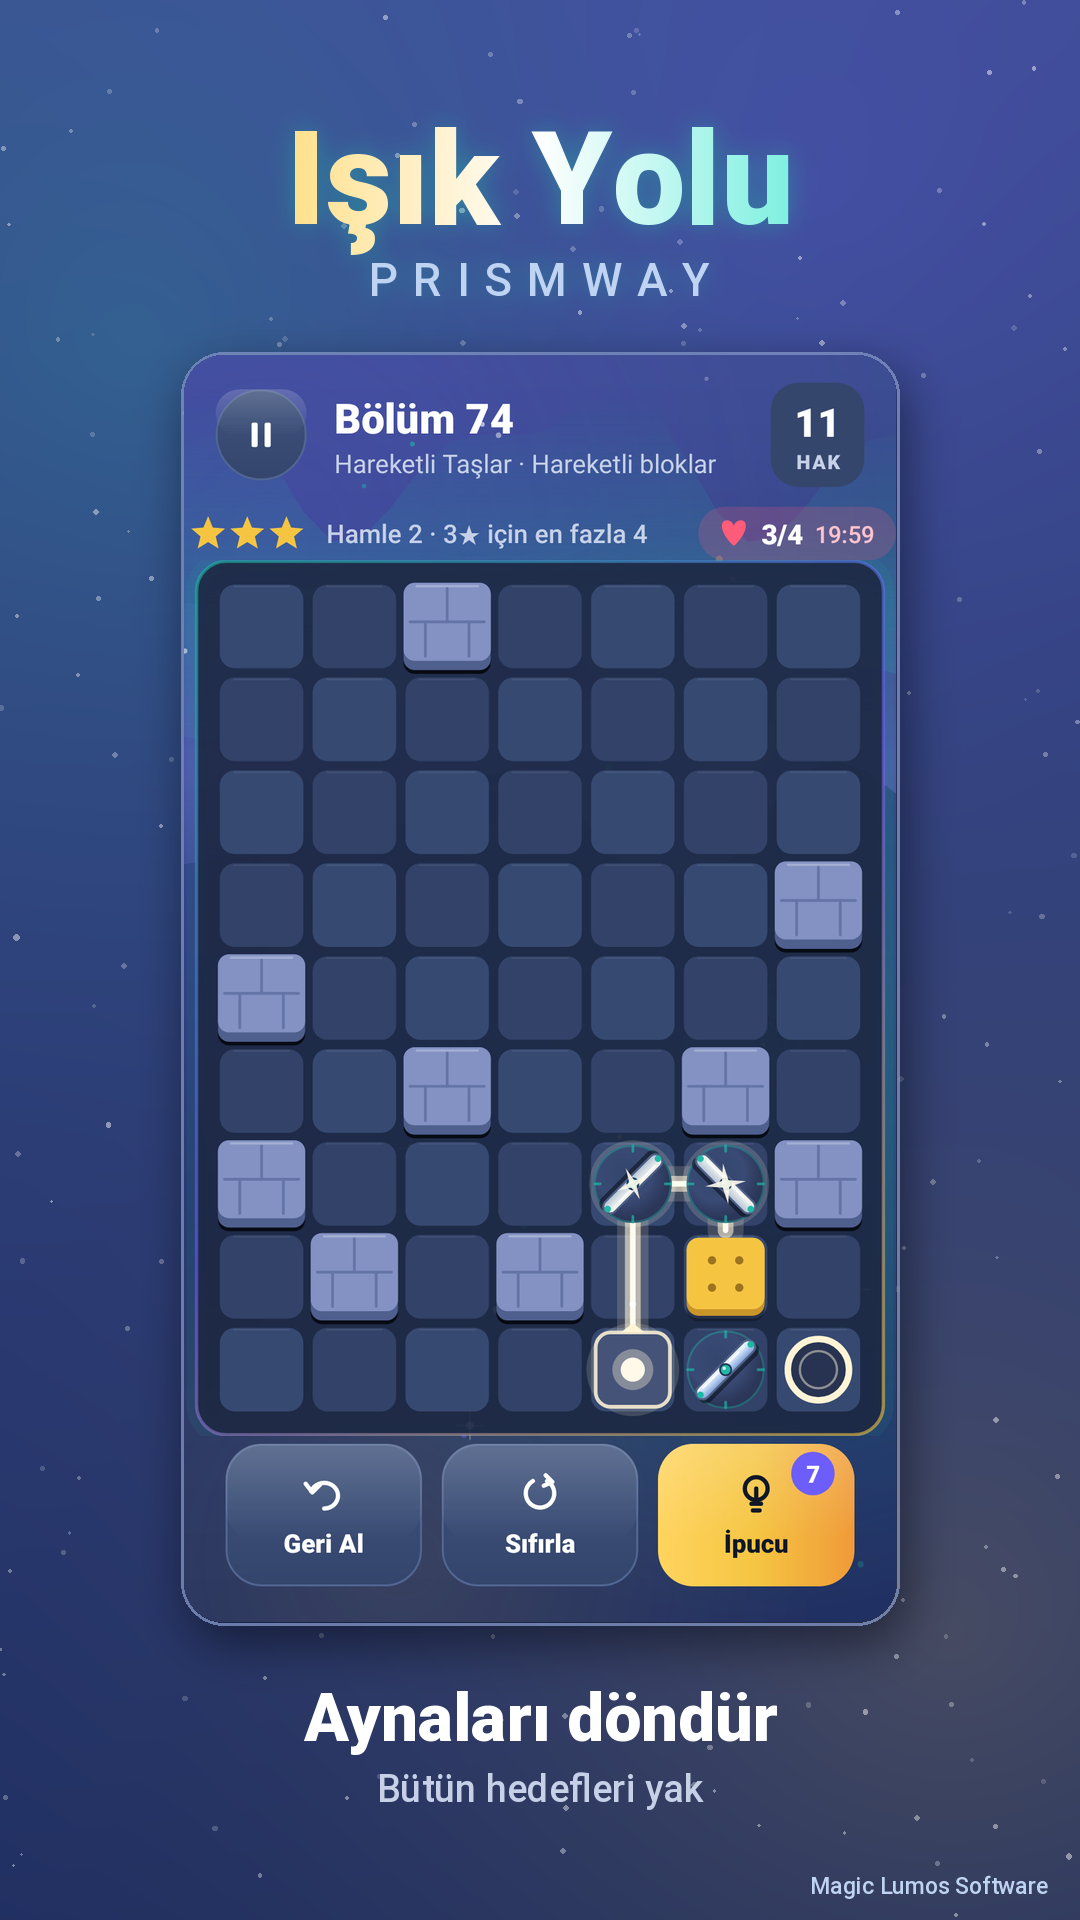 Işık Yolu
PRISMWAY
Bölüm 74
Hareketli Taşlar · Hareketli bloklar
11
HAK
Hamle 2 · 3★ için en fazla 4
3/4 19:59
Geri Al
Sıfırla
7
İpucu
Aynaları döndür
Bütün hedefleri yak
Magic Lumos Software